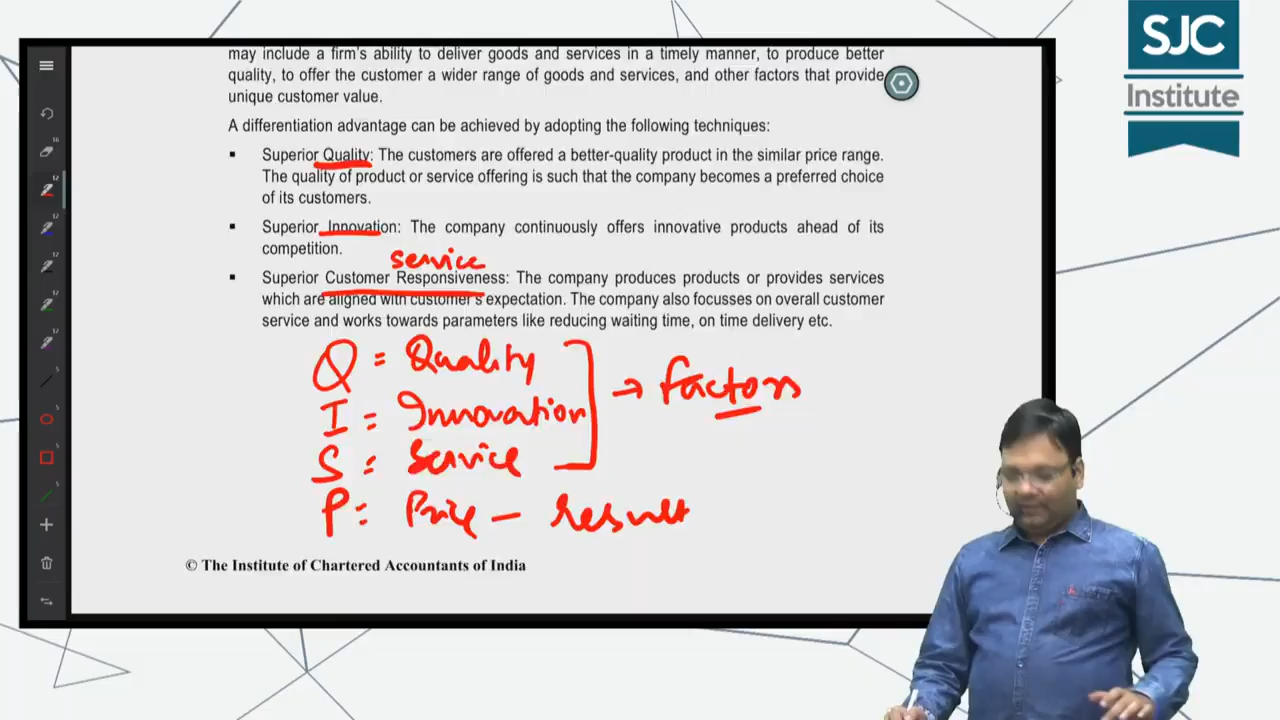 SJC
Institute
may include a firm's ability to deliver goods and services in a timely manner, to produce better
quality, to offer the customer a wider range of goods and services, and other factors that provide
unique customer value.
A differentiation advantage can be achieved by adopting the following techniques:
▪ Superior Quality: The customers are offered a better-quality product in the similar price range.
The quality of product or service offering is such that the company becomes a preferred choice
of its customers.
▪ Superior Innovation: The company continuously offers innovative products ahead of its
competition.
service
▪ Superior Customer Responsiveness: The company produces products or provides services
which are aligned with customer's expectation. The company also focusses on overall customer
service and works towards parameters like reducing waiting time, on time delivery etc.
Q = Quality
I = Innovation → factors
S = Service
P = Price - result
© The Institute of Chartered Accountants of India